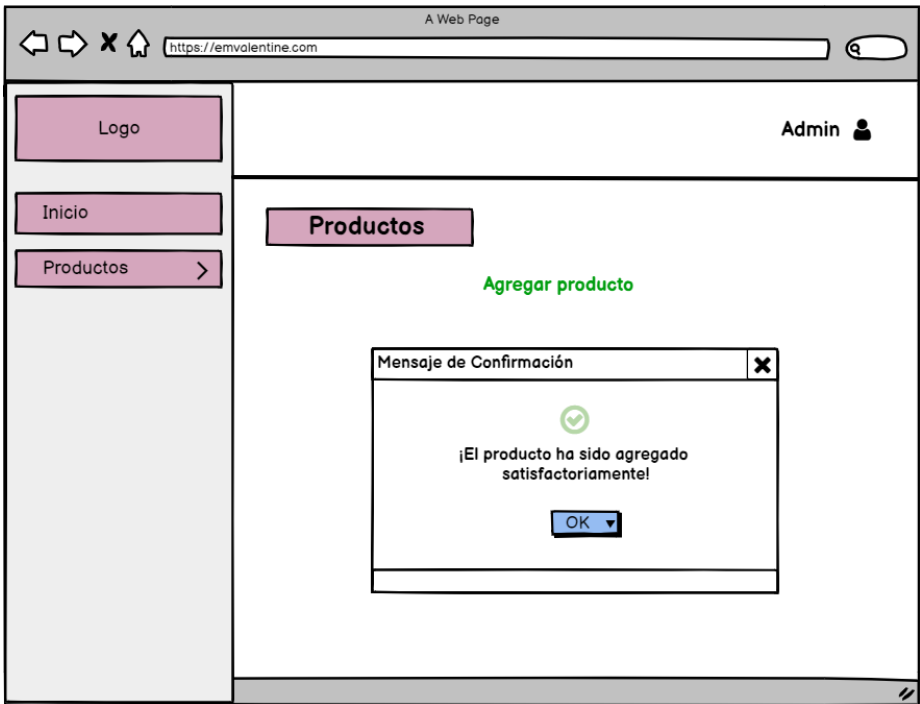 A Web Page
https://emvalentine.com
Logo
Admin
Inicio
Productos
Productos
Agregar producto
Mensaje de Confirmación
¡El producto ha sido agregado
satisfactoriamente!
OK